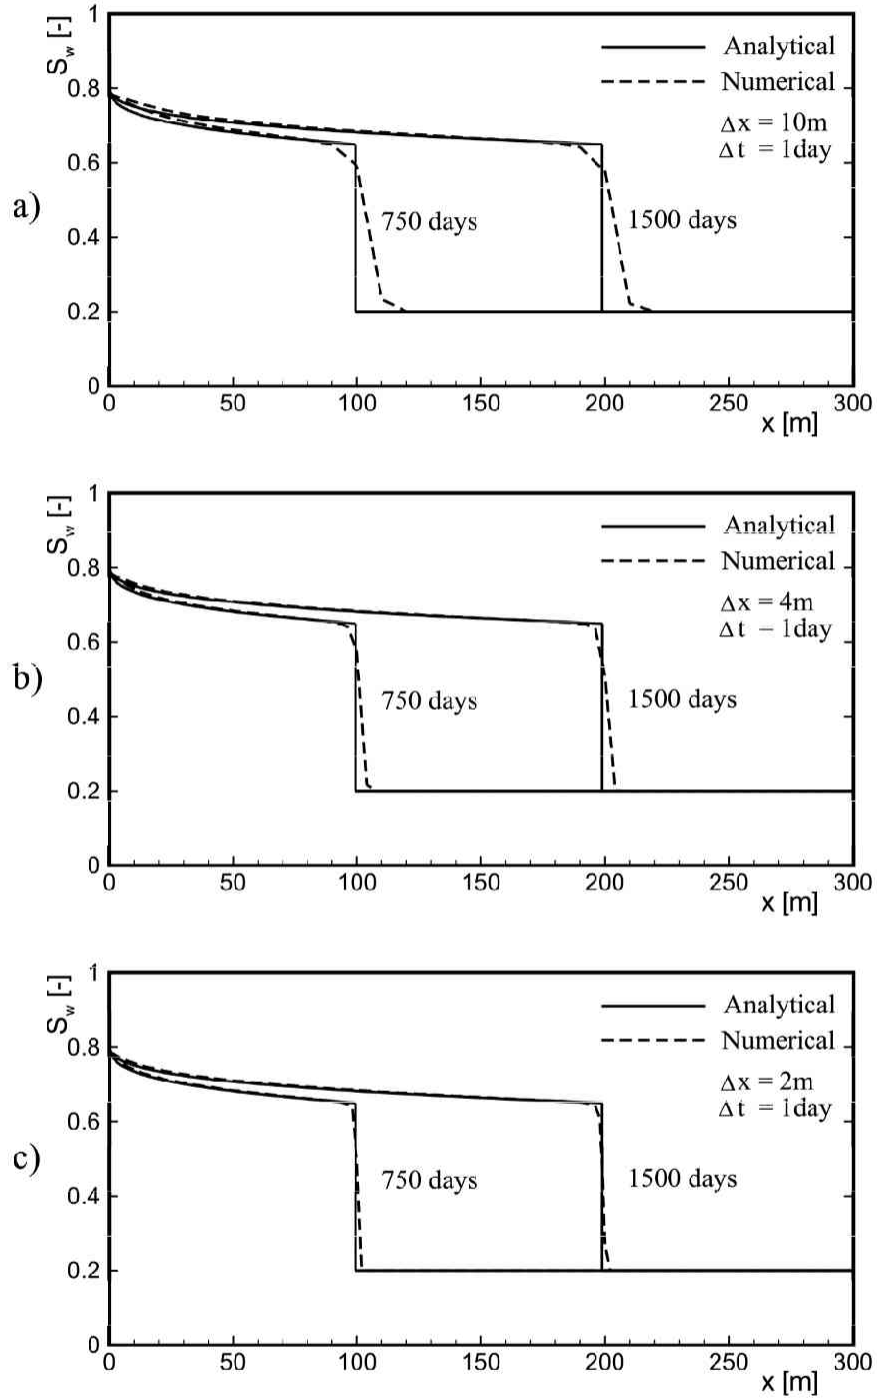 a)
S_w [-]
1
0.8
0.6
0.4
0.2
0
0 50 100 150 200 250 300
x [m]
Analytical
Numerical
Δx = 10m
Δt = 1day
750 days
1500 days
b)
S_w [-]
1
0.8
0.6
0.4
0.2
0
0 50 100 150 200 250 300
x [m]
Analytical
Numerical
Δx = 4m
Δt – 1day
750 days
1500 days
c)
S_w [-]
1
0.8
0.6
0.4
0.2
0
0 50 100 150 200 250 300
x [m]
Analytical
Numerical
Δx = 2m
Δt = 1day
750 days
1500 days